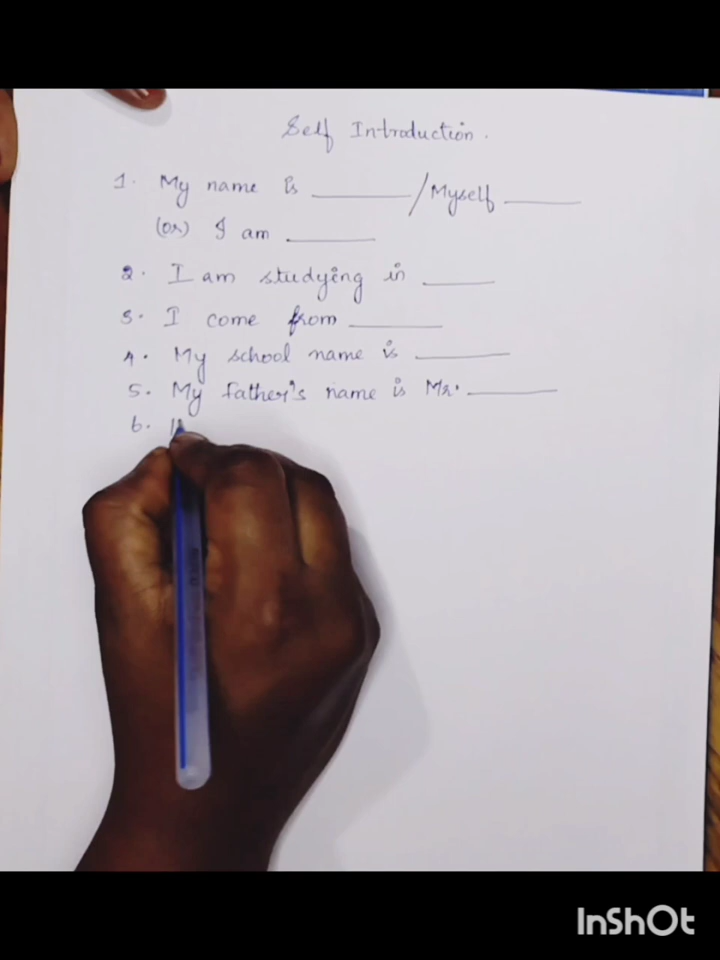 Self Introduction.
1. My name is ______ / Myself ______
(or) I am ______
2. I am studying in ______
3. I come from ______
4. My school name is ______
5. My father's name is Mr. ______
6.
InShOt